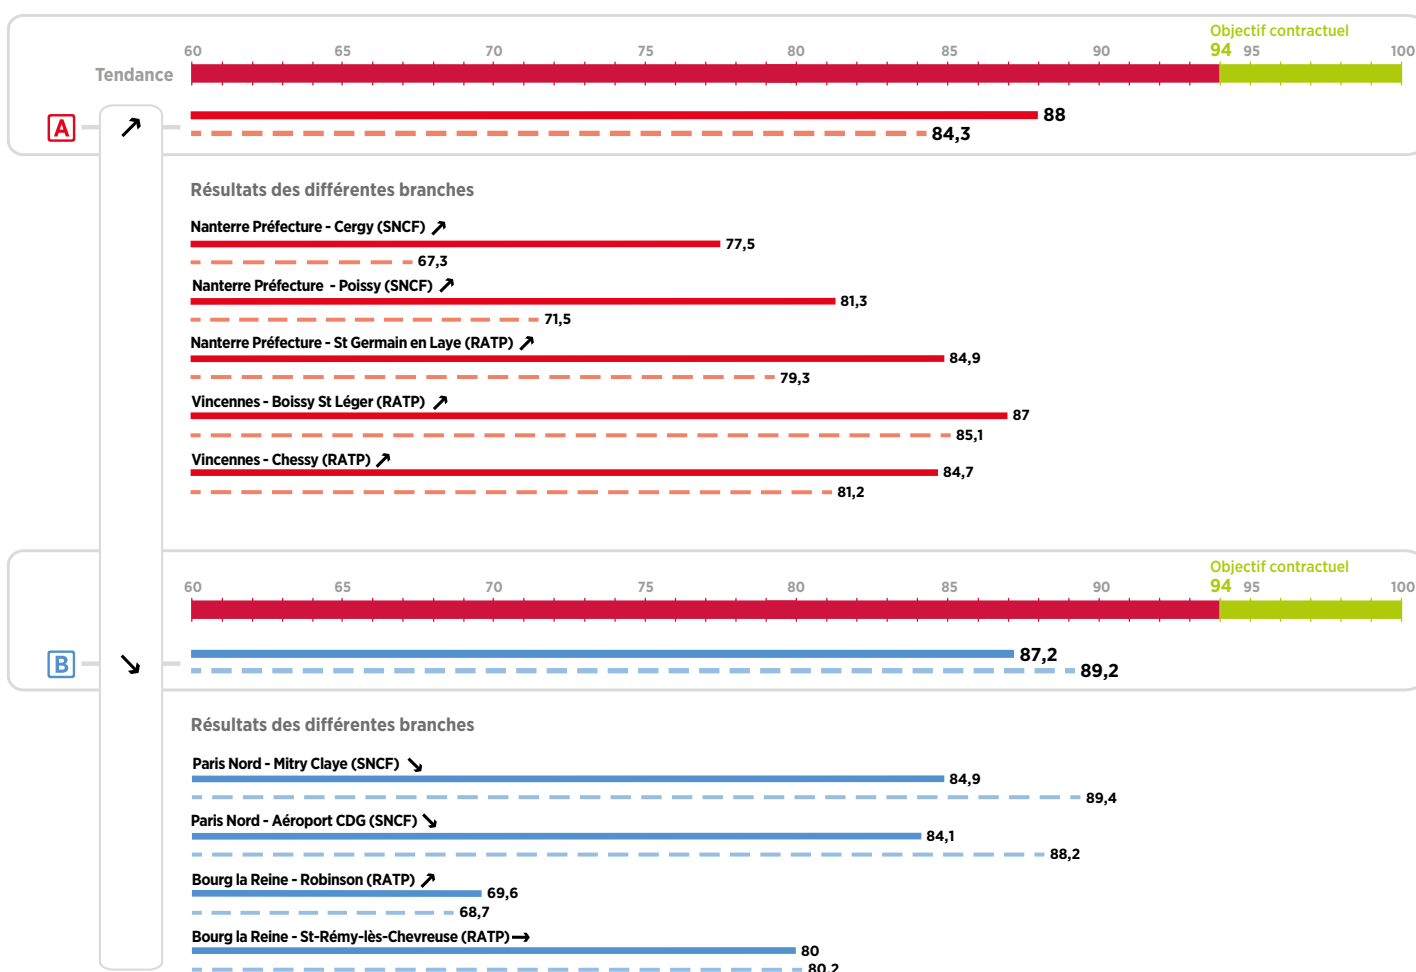 Objectif contractuel
60 65 70 75 80 85 90 94 95 100
Tendance
A ↗ 88
84,3
Résultats des différentes branches
Nanterre Préfecture - Cergy (SNCF) ↗
77,5
67,3
Nanterre Préfecture - Poissy (SNCF) ↗
81,3
71,5
Nanterre Préfecture - St Germain en Laye (RATP) ↗
84,9
79,3
Vincennes - Boissy St Léger (RATP) ↗
87
85,1
Vincennes - Chessy (RATP) ↗
84,7
81,2
Objectif contractuel
60 65 70 75 80 85 90 94 95 100
B ↘ 87,2
89,2
Résultats des différentes branches
Paris Nord - Mitry Claye (SNCF) ↘
84,9
89,4
Paris Nord - Aéroport CDG (SNCF) ↘
84,1
88,2
Bourg la Reine - Robinson (RATP) ↗
69,6
68,7
Bourg la Reine - St-Rémy-lès-Chevreuse (RATP) →
80
80,2